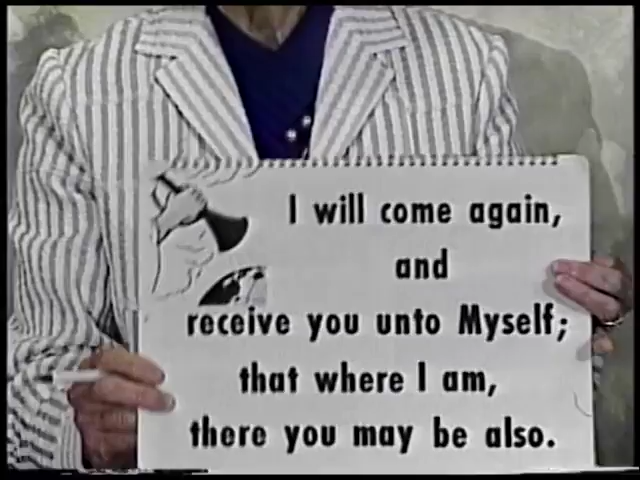 I will come again,
and
receive you unto Myself;
that where I am,
there you may be also.